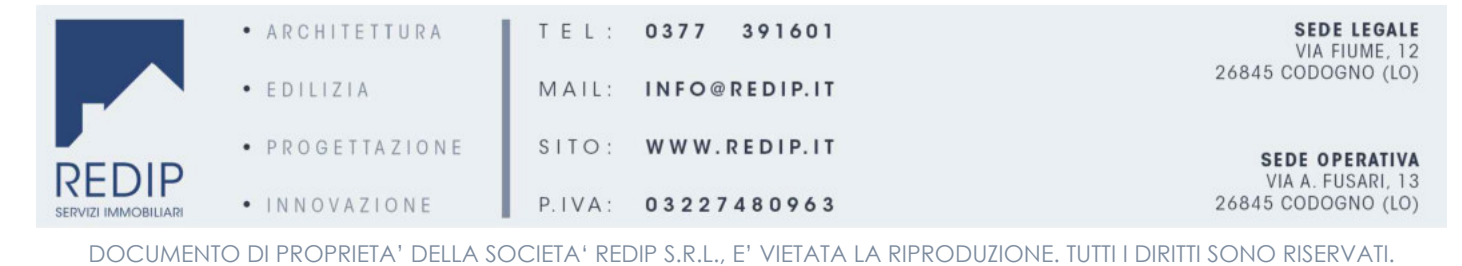 REDIP
SERVIZI IMMOBILIARI
• ARCHITETTURA
• EDILIZIA
• PROGETTAZIONE
• INNOVAZIONE
TEL: 0377 391601
MAIL: INFO@REDIP.IT
SITO: WWW.REDIP.IT
P.IVA: 03227480963
SEDE LEGALE
VIA FIUME, 12
26845 CODOGNO (LO)
SEDE OPERATIVA
VIA A. FUSARI, 13
26845 CODOGNO (LO)
DOCUMENTO DI PROPRIETA’ DELLA SOCIETA‘ REDIP S.R.L., E’ VIETATA LA RIPRODUZIONE. TUTTI I DIRITTI SONO RISERVATI.